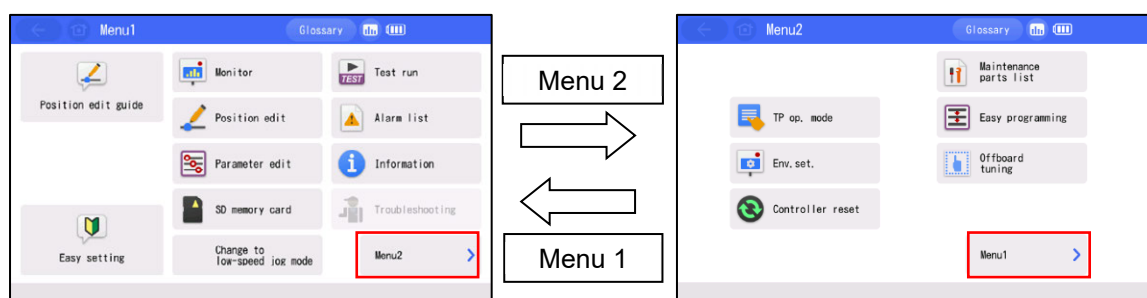 Menu1
Glossary
Position edit guide
Monitor
TEST
Test run
Position edit
Alarm list
Parameter edit
Information
SD memory card
Troubleshooting
Easy setting
Change to
low-speed jog mode
Menu2
Menu 2
Menu 1
Menu2
Glossary
Maintenance
parts list
TP op. mode
Easy programming
Env. set.
Offboard
tuning
Controller reset
Menu1